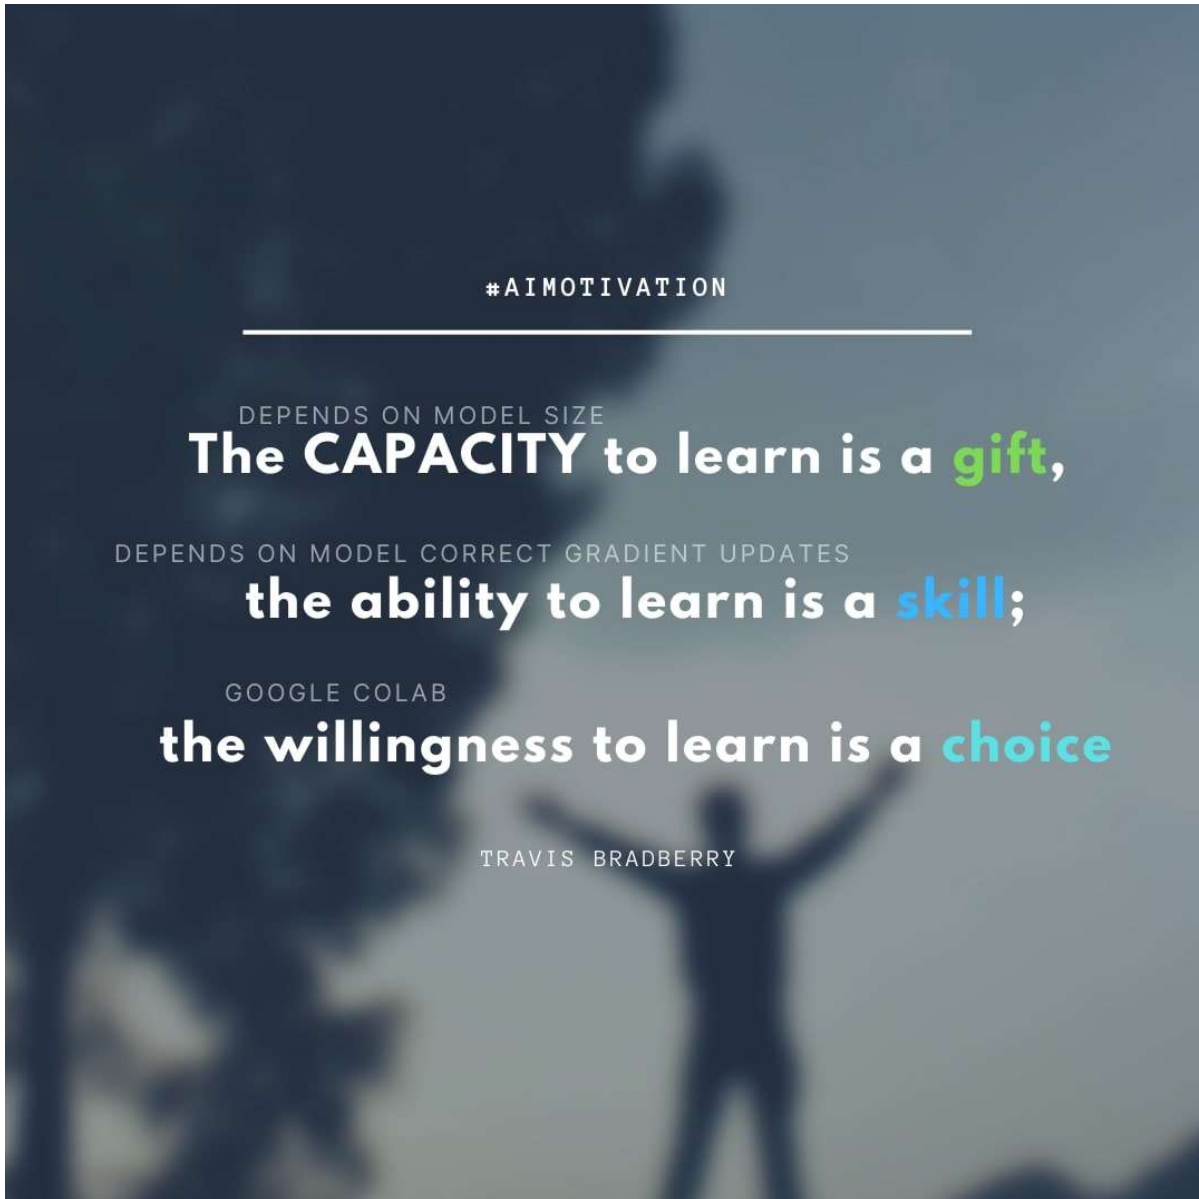 #AIMOTIVATION
DEPENDS ON MODEL SIZE
The CAPACITY to learn is a gift,
DEPENDS ON MODEL CORRECT GRADIENT UPDATES
the ability to learn is a skill;
GOOGLE COLAB
the willingness to learn is a choice
TRAVIS BRADBERRY